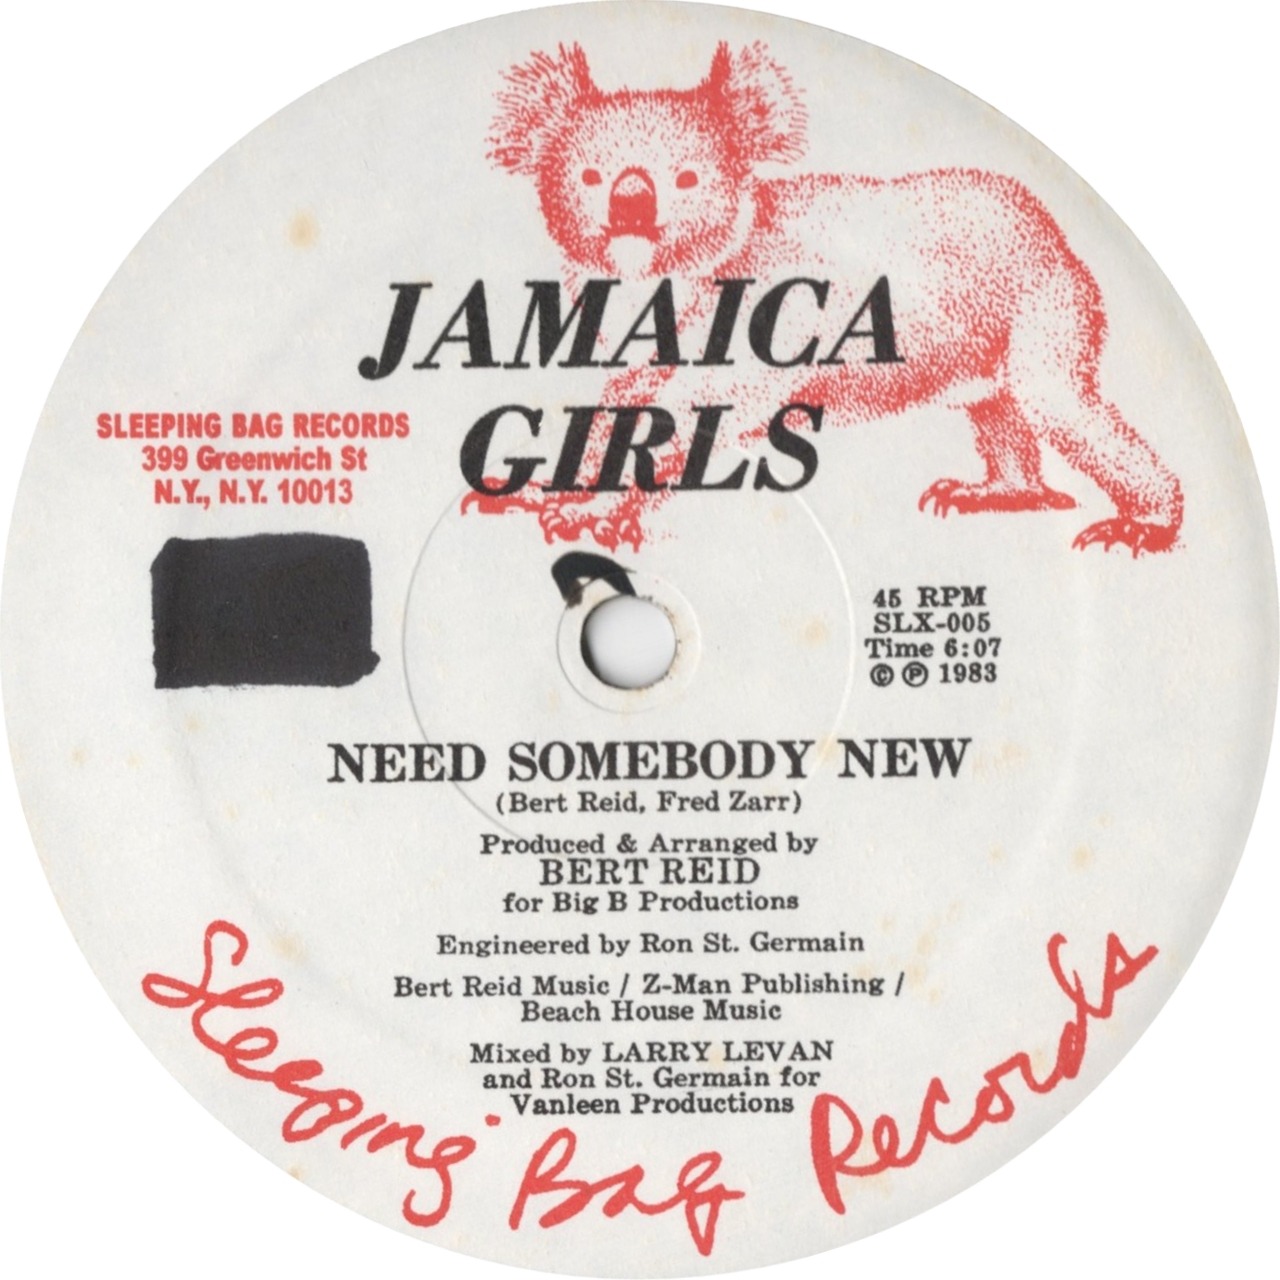 JAMAICA
GIRLS
SLEEPING BAG RECORDS
399 Greenwich St
N.Y., N.Y. 10013
45 RPM
SLX-005
Time 6:07
© ℗ 1983
NEED SOMEBODY NEW
(Bert Reid, Fred Zarr)
Produced & Arranged by
BERT REID
for Big B Productions
Engineered by Ron St. Germain
Bert Reid Music / Z-Man Publishing /
Beach House Music
Mixed by LARRY LEVAN
and Ron St. Germain for
Vanleen Productions
Sleeping Bag Records